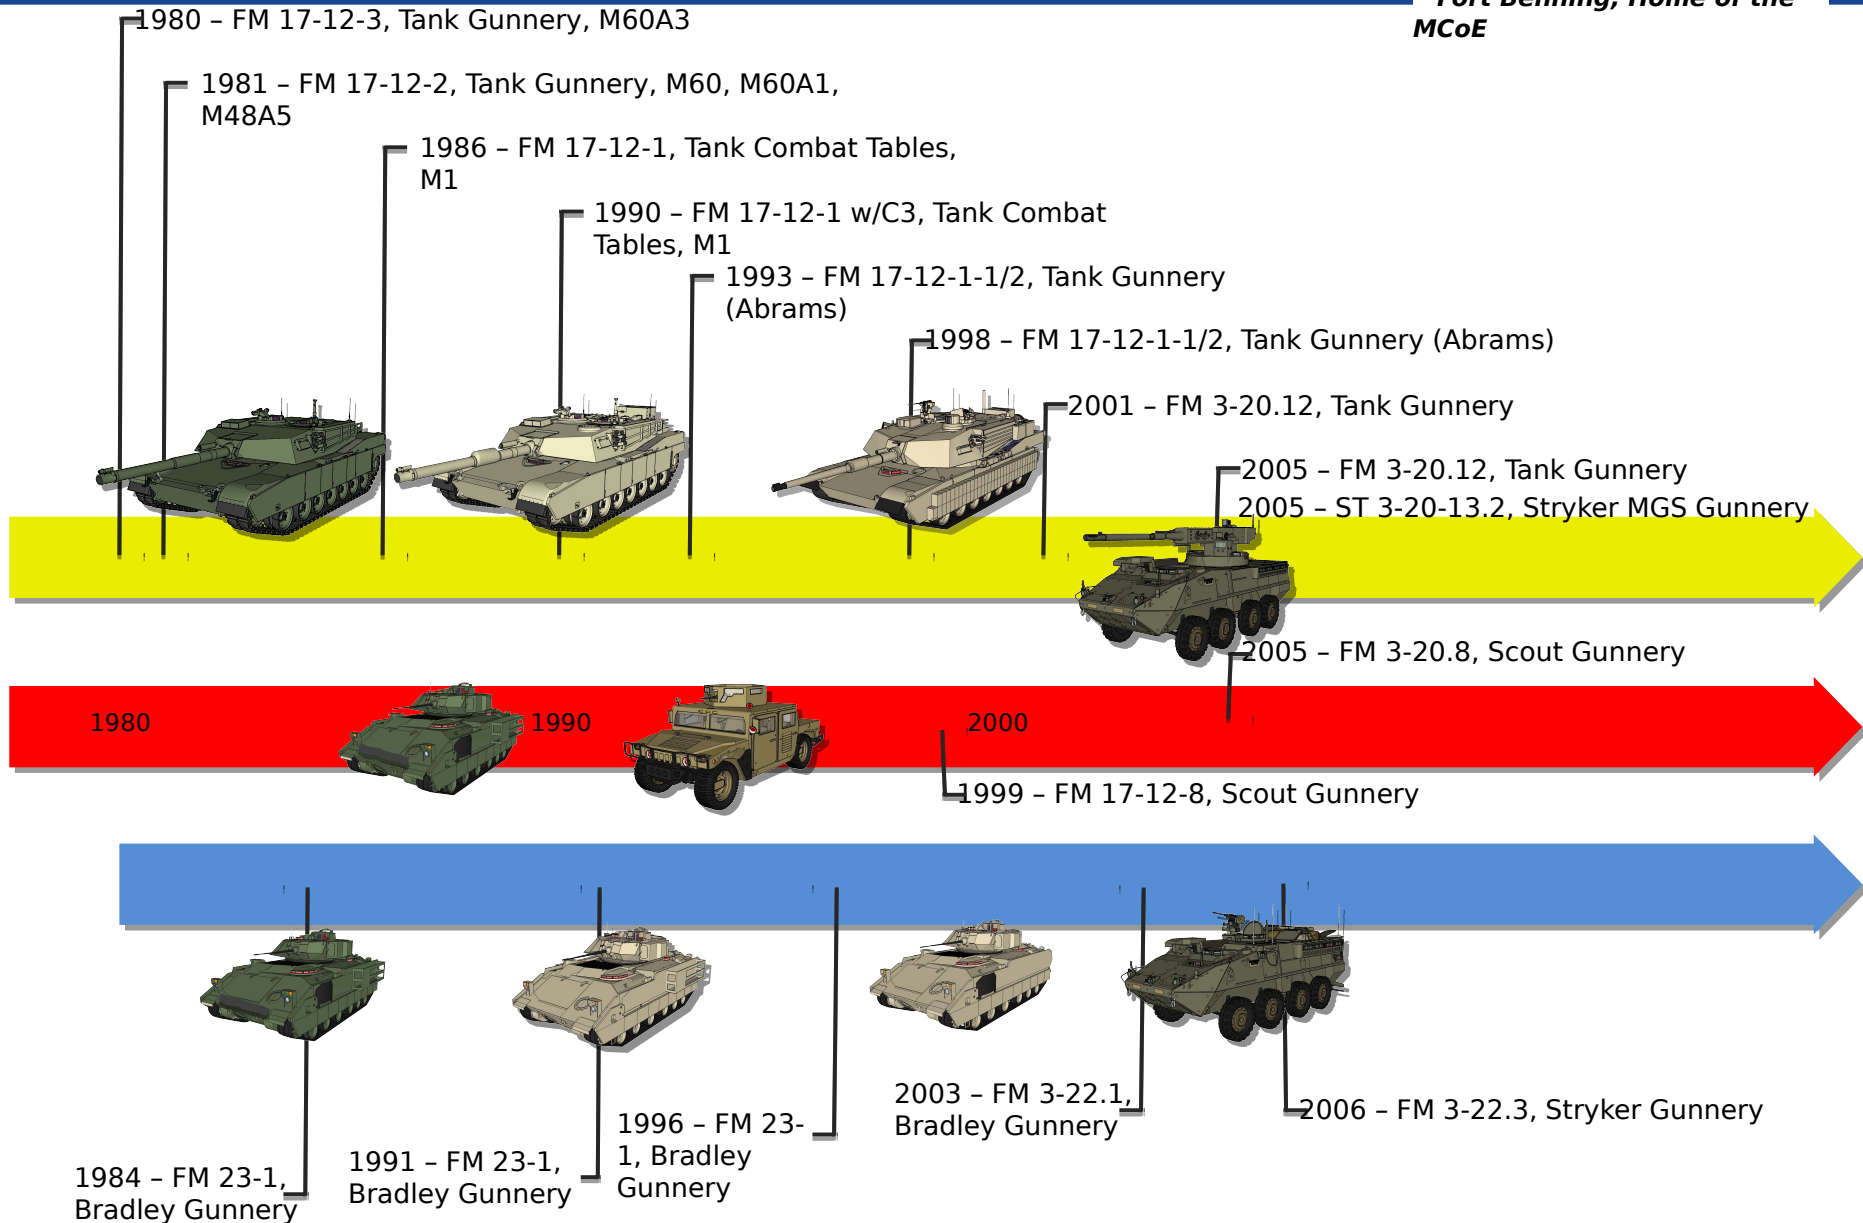 "Fort Benning, Home of the
MCoE
1980 – FM 17-12-3, Tank Gunnery, M60A3
1981 – FM 17-12-2, Tank Gunnery, M60, M60A1,
M48A5
1986 – FM 17-12-1, Tank Combat Tables,
M1
1990 – FM 17-12-1 w/C3, Tank Combat
Tables, M1
1993 – FM 17-12-1-1/2, Tank Gunnery
(Abrams)
1998 – FM 17-12-1-1/2, Tank Gunnery (Abrams)
2001 – FM 3-20.12, Tank Gunnery
2005 – FM 3-20.12, Tank Gunnery
2005 – ST 3-20-13.2, Stryker MGS Gunnery
2005 – FM 3-20.8, Scout Gunnery
1980
1990
2000
1999 – FM 17-12-8, Scout Gunnery
1984 – FM 23-1,
Bradley Gunnery
1991 – FM 23-1,
Bradley Gunnery
1996 – FM 23-
1, Bradley
Gunnery
2003 – FM 3-22.1,
Bradley Gunnery
2006 – FM 3-22.3, Stryker Gunnery